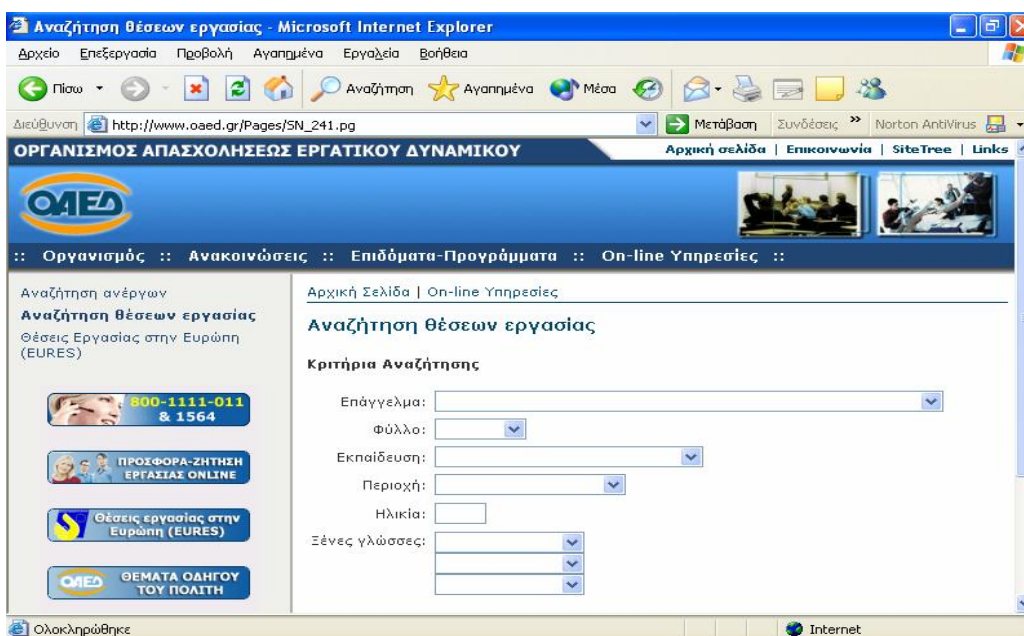 Αναζήτηση θέσεων εργασίας - Microsoft Internet Explorer
Αρχείο Επεξεργασία Προβολή Αγαπημένα Εργαλεία Βοήθεια
Πίσω Αναζήτηση Αγαπημένα Μέσα
Διεύθυνση http://www.oaed.gr/Pages/SN_241.pg Μετάβαση Συνδέσεις » Norton AntiVirus
ΟΡΓΑΝΙΣΜΟΣ ΑΠΑΣΧΟΛΗΣΕΩΣ ΕΡΓΑΤΙΚΟΥ ΔΥΝΑΜΙΚΟΥ Αρχική σελίδα | Επικοινωνία | SiteTree | Links
ΟΑΕΔ
:: Οργανισμός :: Ανακοινώσεις :: Επιδόματα-Προγράμματα :: On-line Υπηρεσίες ::
Αναζήτηση ανέργων
Αναζήτηση θέσεων εργασίας
Θέσεις Εργασίας στην Ευρώπη
(EURES)
800-1111-011
& 1564
ΠΡΟΣΦΟΡΑ-ΖΗΤΗΣΗ
ΕΡΓΑΣΙΑΣ ONLINE
Θέσεις εργασίας στην
Ευρώπη (EURES)
ΟΑΕΔ
ΘΕΜΑΤΑ ΟΔΗΓΟΥ
ΤΟΥ ΠΟΛΙΤΗ
Αρχική Σελίδα | On-line Υπηρεσίες
Αναζήτηση θέσεων εργασίας
Κριτήρια Αναζήτησης
Επάγγελμα:
Φύλλο:
Εκπαίδευση:
Περιοχή:
Ηλικία:
Ξένες γλώσσες:
Ολοκληρώθηκε Internet